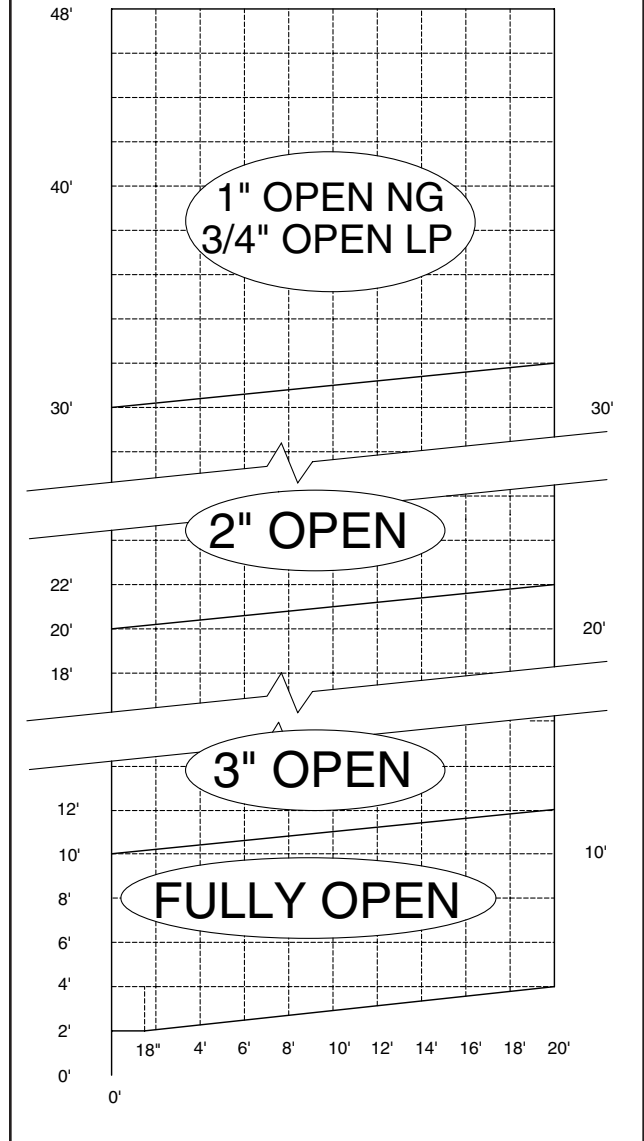 48'
40'
1" OPEN NG
3/4" OPEN LP
30' 30'
2" OPEN
22'
20' 20'
18'
3" OPEN
12'
10' 10'
FULLY OPEN
8'
6'
4'
2'
18" 4' 6' 8' 10' 12' 14' 16' 18' 20'
0'
0'